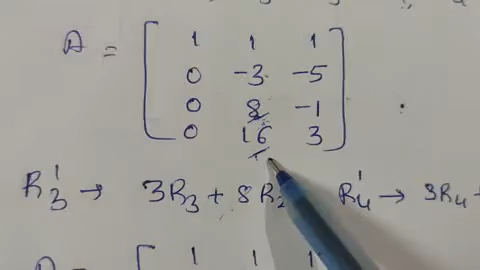 A = [ 1 1 1
0 -3 -5
0 8 -1
0 16 3 ]
R₃' → 3R₃ + 8R₂ R₄' → 3R₄ +
A = [ 1 1 1